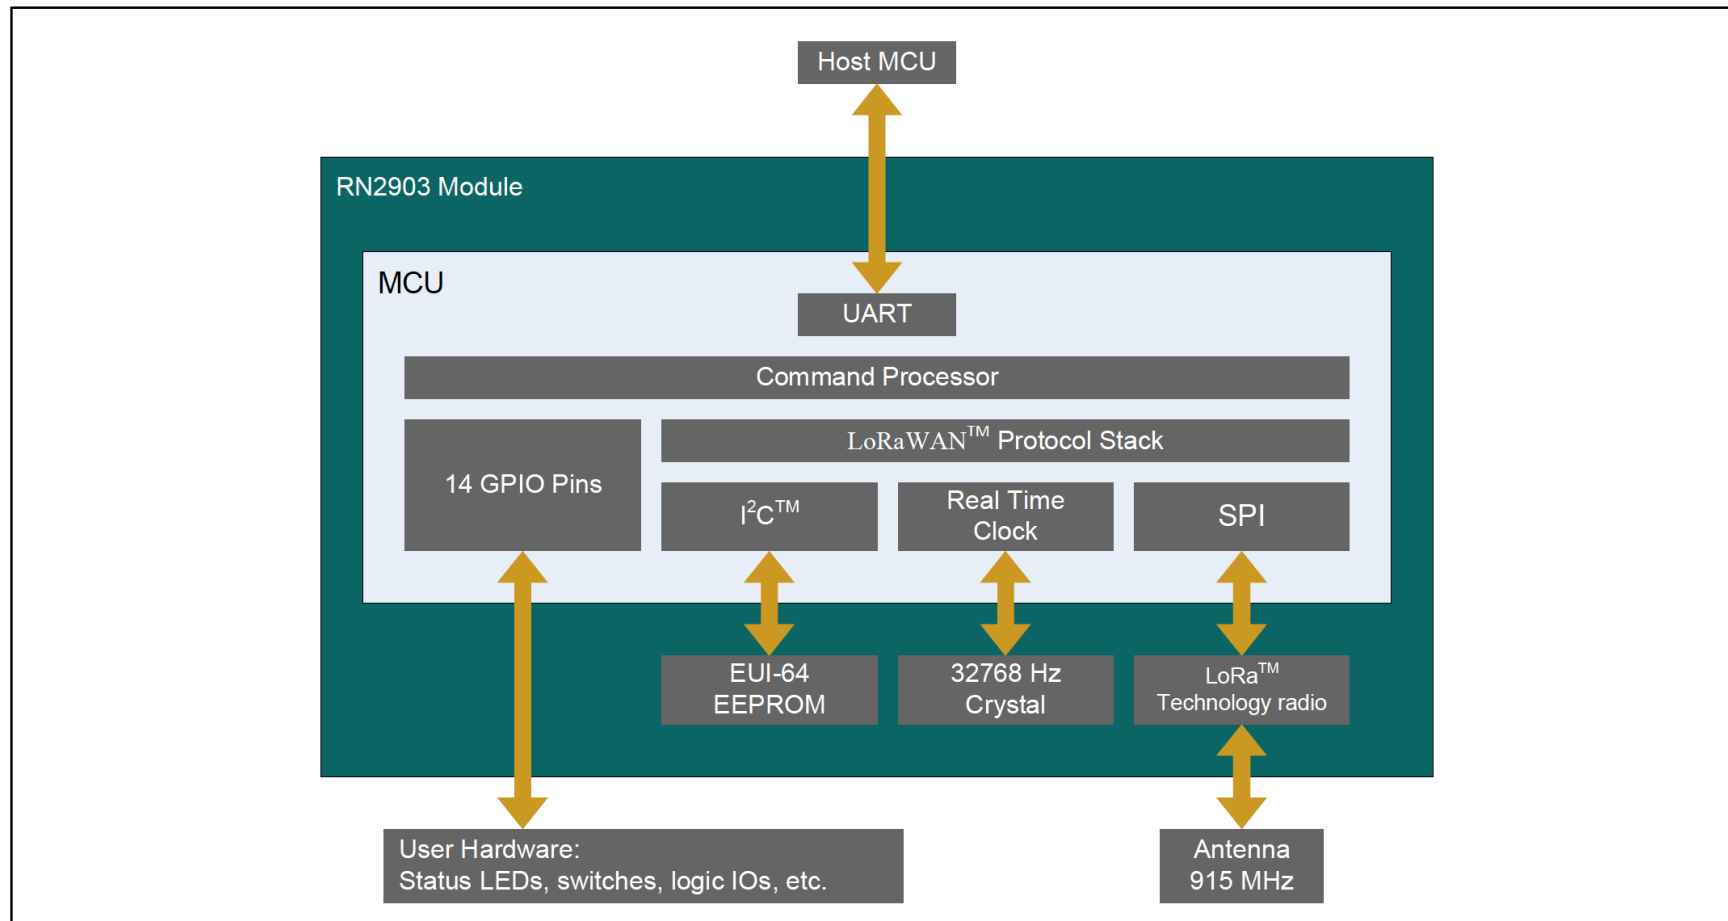 Host MCU
RN2903 Module
MCU
UART
Command Processor
14 GPIO Pins
LoRaWAN™ Protocol Stack
I²C™
Real Time
Clock
SPI
EUI-64
EEPROM
32768 Hz
Crystal
LoRa™
Technology radio
User Hardware:
Status LEDs, switches, logic IOs, etc.
Antenna
915 MHz